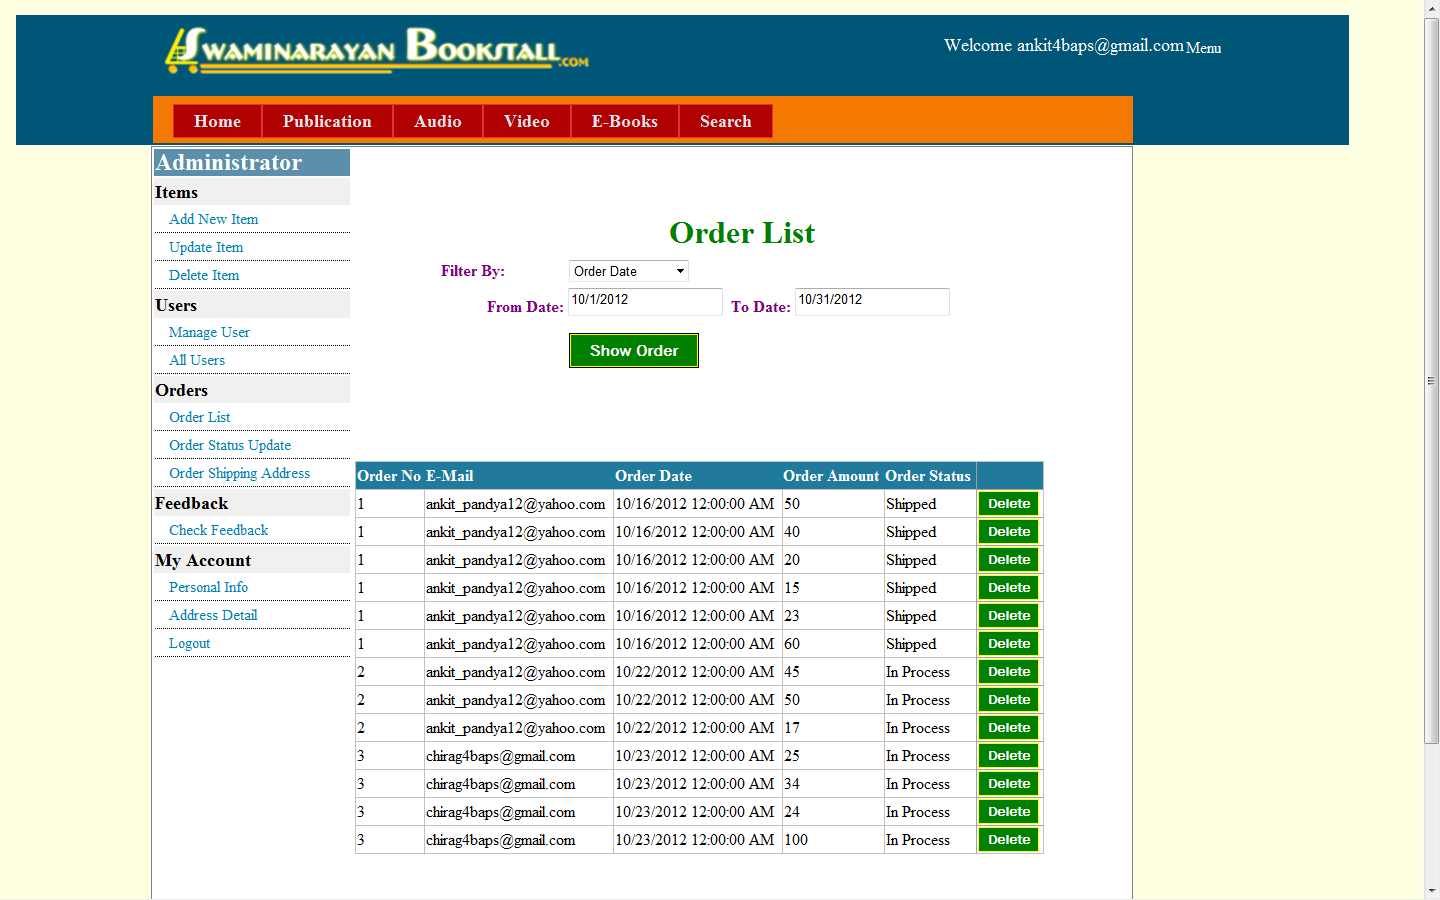 Swaminarayan Bookstall.com
Welcome ankit4baps@gmail.com Menu
Home Publication Audio Video E-Books Search
Administrator
Items
Add New Item
Update Item
Delete Item
Users
Manage User
All Users
Orders
Order List
Order Status Update
Order Shipping Address
Feedback
Check Feedback
My Account
Personal Info
Address Detail
Logout
Order List
Filter By: Order Date
From Date: 10/1/2012 To Date: 10/31/2012
Show Order
Order No E-Mail Order Date Order Amount Order Status
1 ankit_pandya12@yahoo.com 10/16/2012 12:00:00 AM 50 Shipped Delete
1 ankit_pandya12@yahoo.com 10/16/2012 12:00:00 AM 40 Shipped Delete
1 ankit_pandya12@yahoo.com 10/16/2012 12:00:00 AM 20 Shipped Delete
1 ankit_pandya12@yahoo.com 10/16/2012 12:00:00 AM 15 Shipped Delete
1 ankit_pandya12@yahoo.com 10/16/2012 12:00:00 AM 23 Shipped Delete
1 ankit_pandya12@yahoo.com 10/16/2012 12:00:00 AM 60 Shipped Delete
2 ankit_pandya12@yahoo.com 10/22/2012 12:00:00 AM 45 In Process Delete
2 ankit_pandya12@yahoo.com 10/22/2012 12:00:00 AM 50 In Process Delete
2 ankit_pandya12@yahoo.com 10/22/2012 12:00:00 AM 17 In Process Delete
3 chirag4baps@gmail.com 10/23/2012 12:00:00 AM 25 In Process Delete
3 chirag4baps@gmail.com 10/23/2012 12:00:00 AM 34 In Process Delete
3 chirag4baps@gmail.com 10/23/2012 12:00:00 AM 24 In Process Delete
3 chirag4baps@gmail.com 10/23/2012 12:00:00 AM 100 In Process Delete